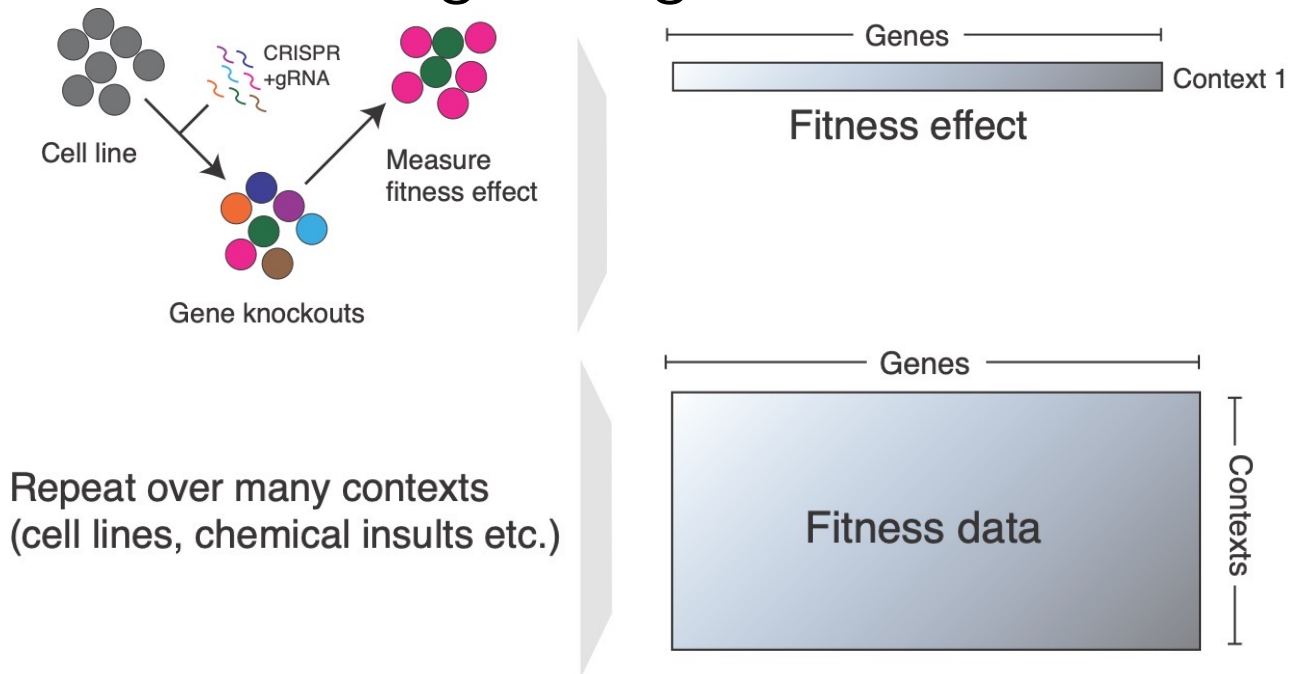 CRISPR
+gRNA
Cell line
Measure
fitness effect
Gene knockouts
Genes
Context 1
Fitness effect
Repeat over many contexts
(cell lines, chemical insults etc.)
Genes
Fitness data
Contexts